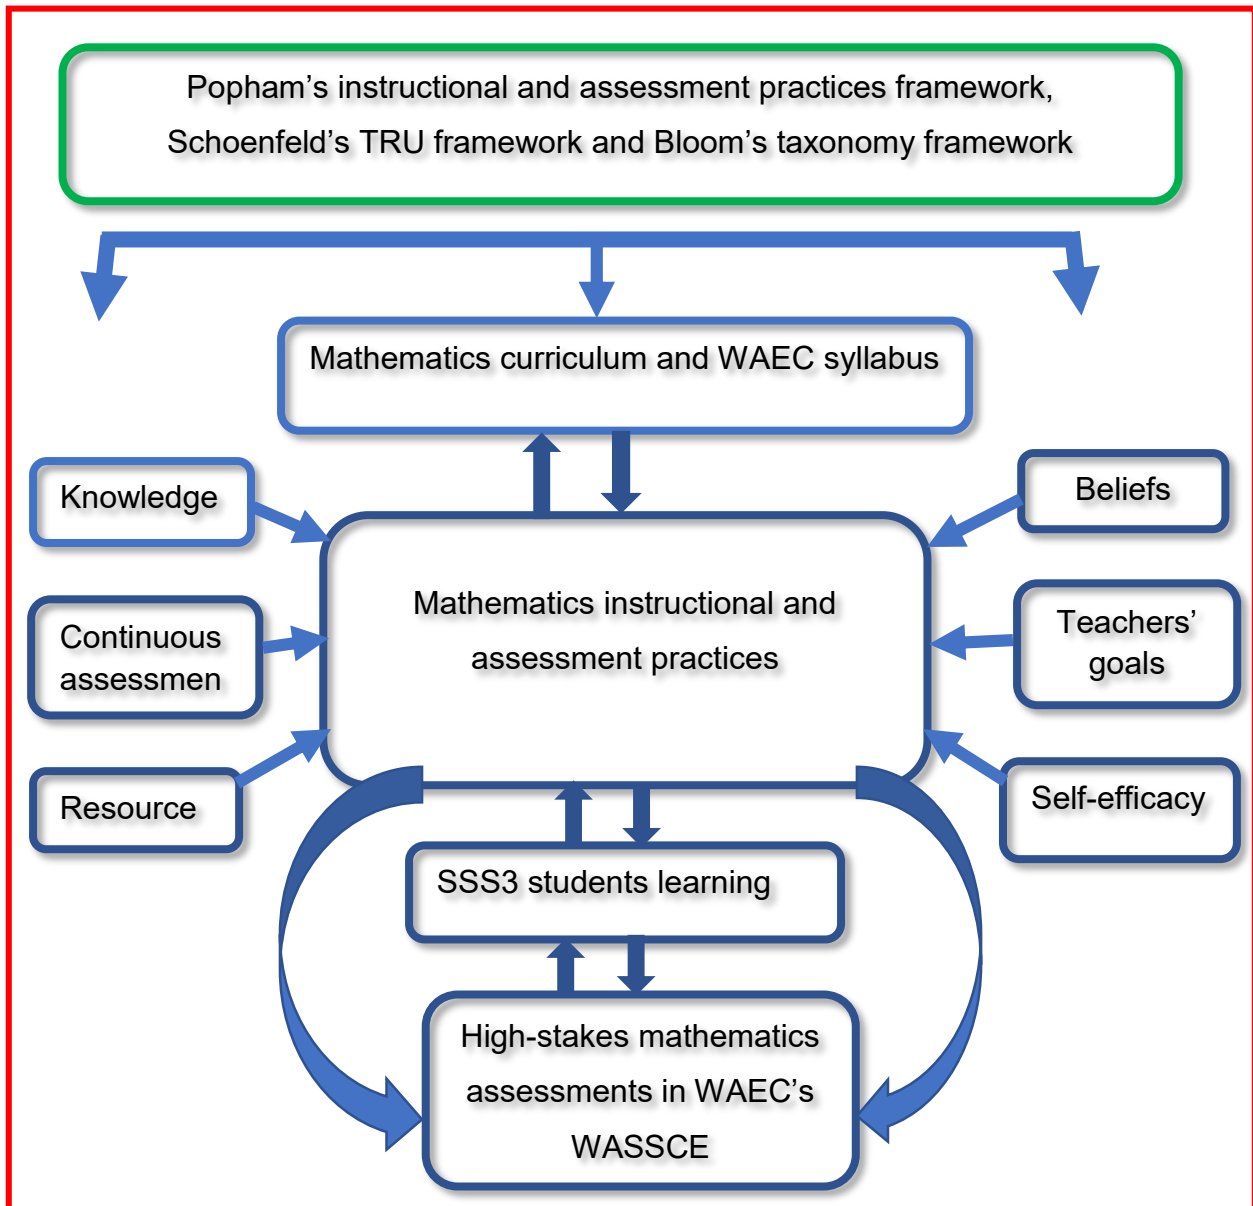 Popham’s instructional and assessment practices framework,
Schoenfeld’s TRU framework and Bloom’s taxonomy framework
Mathematics curriculum and WAEC syllabus
Knowledge
Beliefs
Mathematics instructional and
assessment practices
Continuous
assessmen
Teachers’
goals
Resource
Self-efficacy
SSS3 students learning
High-stakes mathematics
assessments in WAEC’s
WASSCE